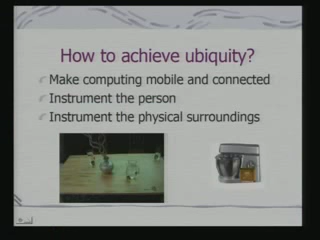 How to achieve ubiquity?
Make computing mobile and connected
Instrument the person
Instrument the physical surroundings